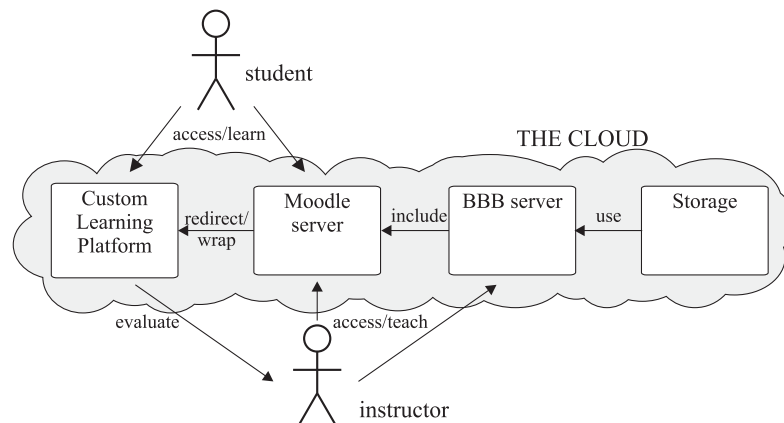 student
access/learn
THE CLOUD
Custom
Learning
Platform
redirect/
wrap
Moodle
server
include
BBB server
use
Storage
evaluate
access/teach
instructor